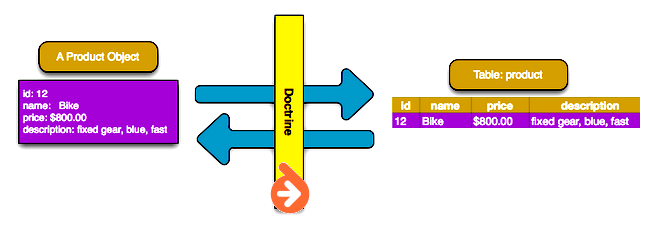 A Product Object
id: 12
name: Bike
price: $800.00
description: fixed gear, blue, fast
Doctrine
Table: product
id name price description
12 Bike $800.00 fixed gear, blue, fast